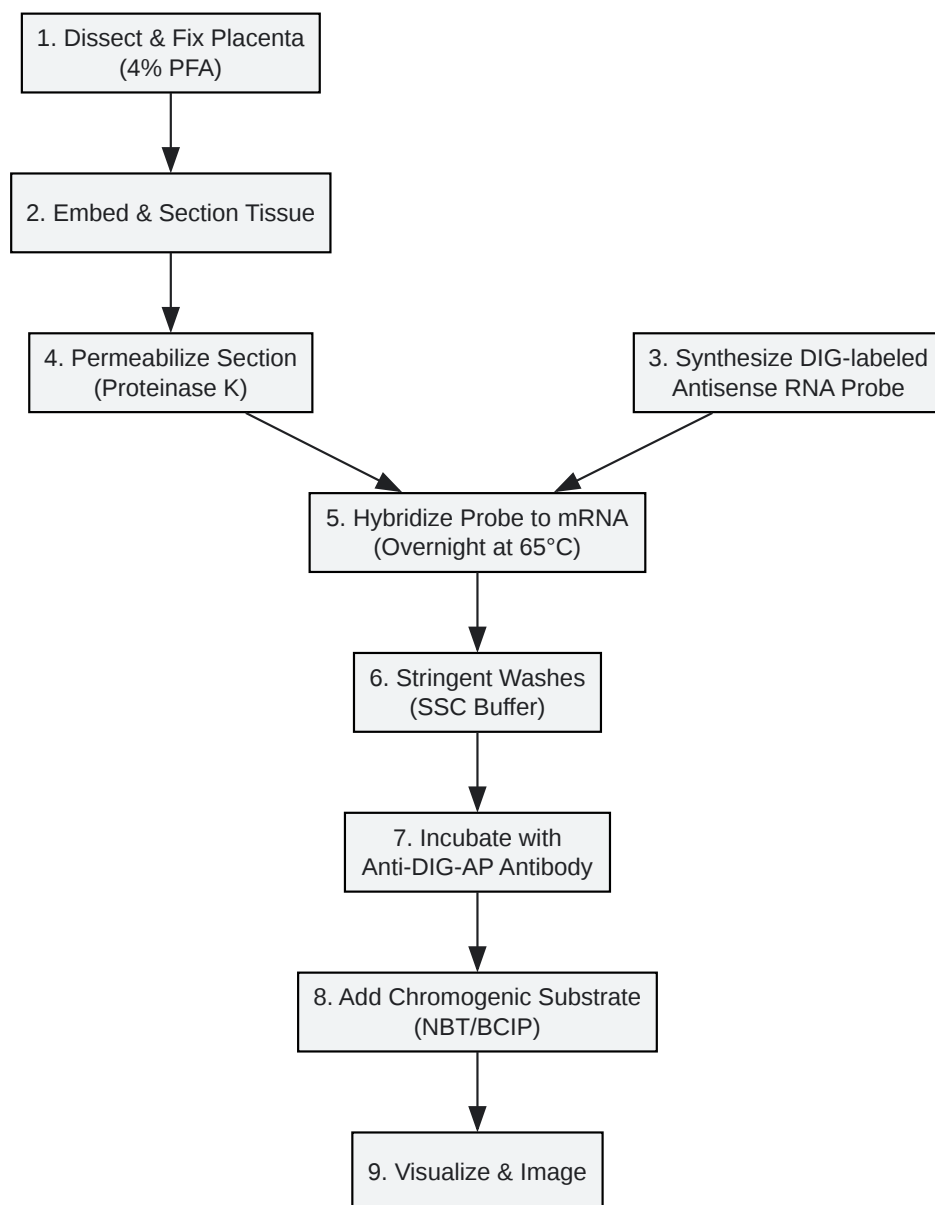 1. Dissect & Fix Placenta
(4% PFA)
2. Embed & Section Tissue
4. Permeabilize Section
(Proteinase K)
3. Synthesize DIG-labeled
Antisense RNA Probe
5. Hybridize Probe to mRNA
(Overnight at 65°C)
6. Stringent Washes
(SSC Buffer)
7. Incubate with
Anti-DIG-AP Antibody
8. Add Chromogenic Substrate
(NBT/BCIP)
9. Visualize & Image